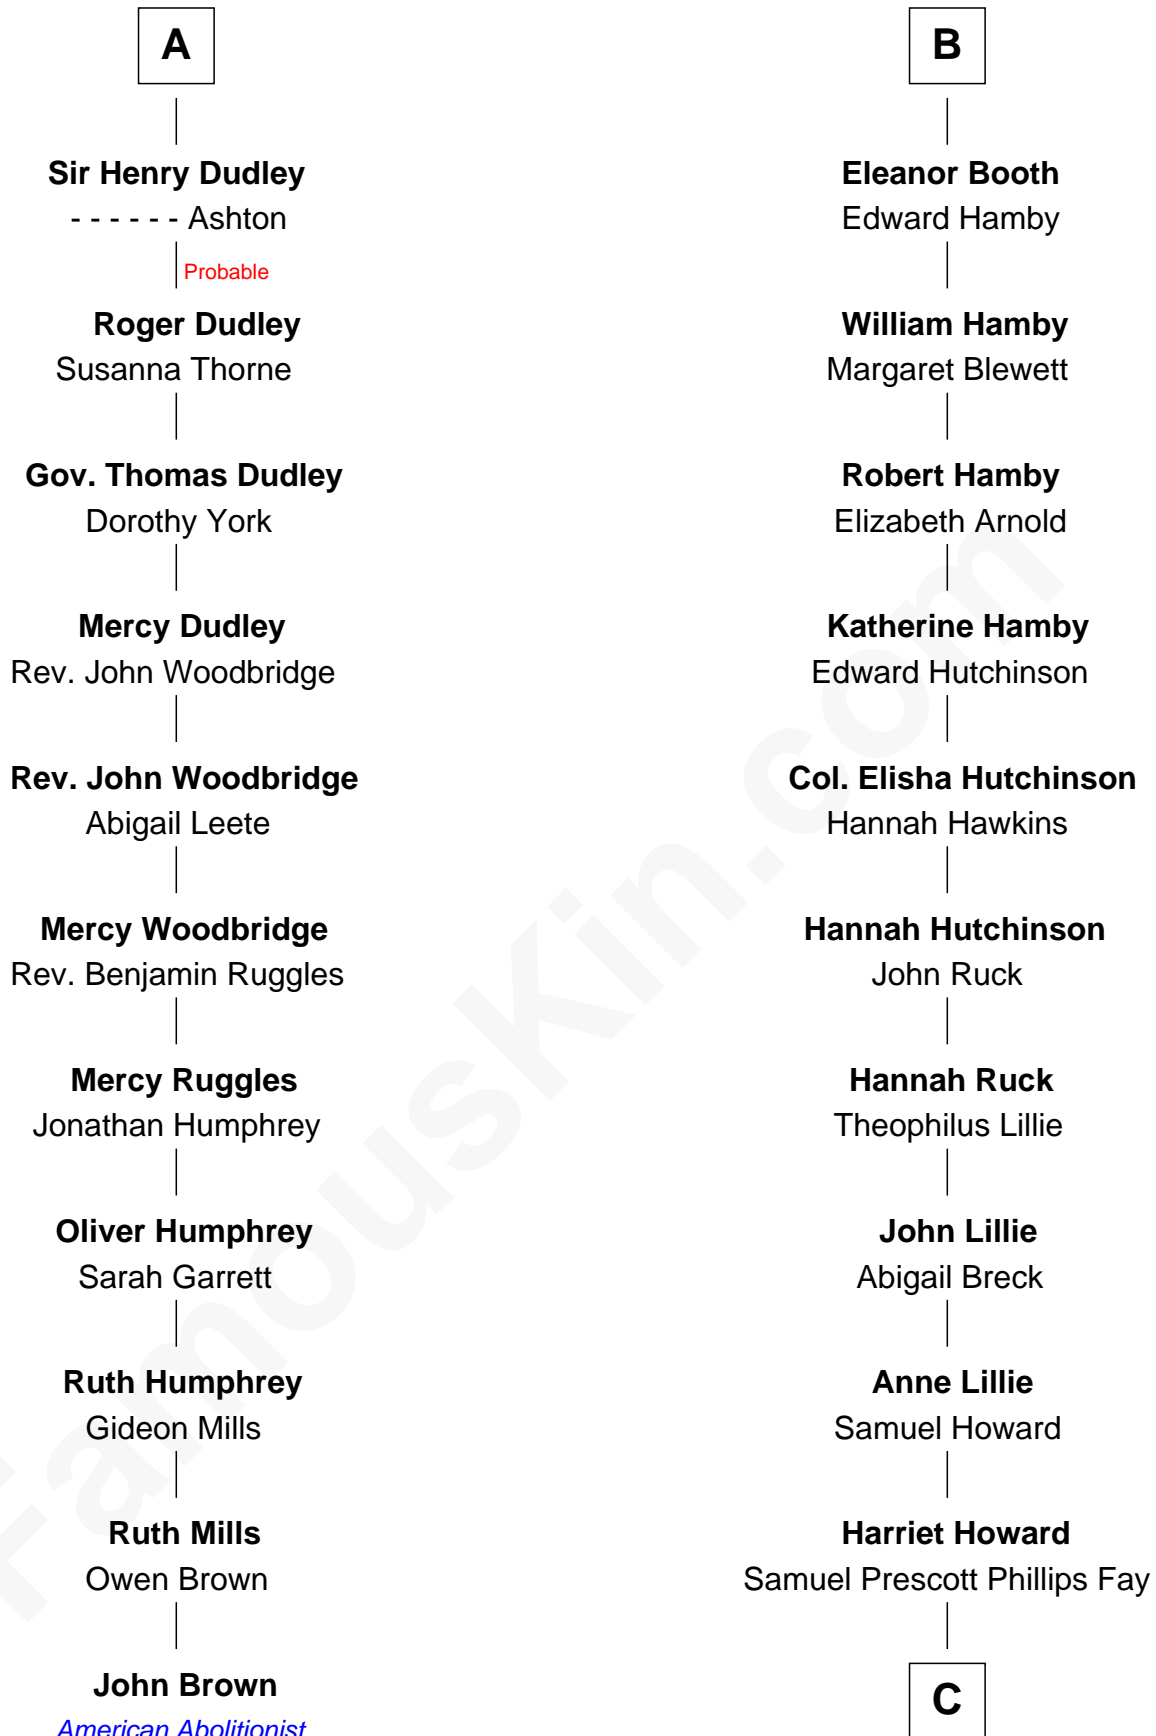 A
Sir Henry Dudley
- - - - - - Ashton
Probable
Roger Dudley
Susanna Thorne
Gov. Thomas Dudley
Dorothy York
Mercy Dudley
Rev. John Woodbridge
Rev. John Woodbridge
Abigail Leete
Mercy Woodbridge
Rev. Benjamin Ruggles
Mercy Ruggles
Jonathan Humphrey
Oliver Humphrey
Sarah Garrett
Ruth Humphrey
Gideon Mills
Ruth Mills
Owen Brown
John Brown
American Abolitionist
B
Eleanor Booth
Edward Hamby
William Hamby
Margaret Blewett
Robert Hamby
Elizabeth Arnold
Katherine Hamby
Edward Hutchinson
Col. Elisha Hutchinson
Hannah Hawkins
Hannah Hutchinson
John Ruck
Hannah Ruck
Theophilus Lillie
John Lillie
Abigail Breck
Anne Lillie
Samuel Howard
Harriet Howard
Samuel Prescott Phillips Fay
C
FamousKin.com